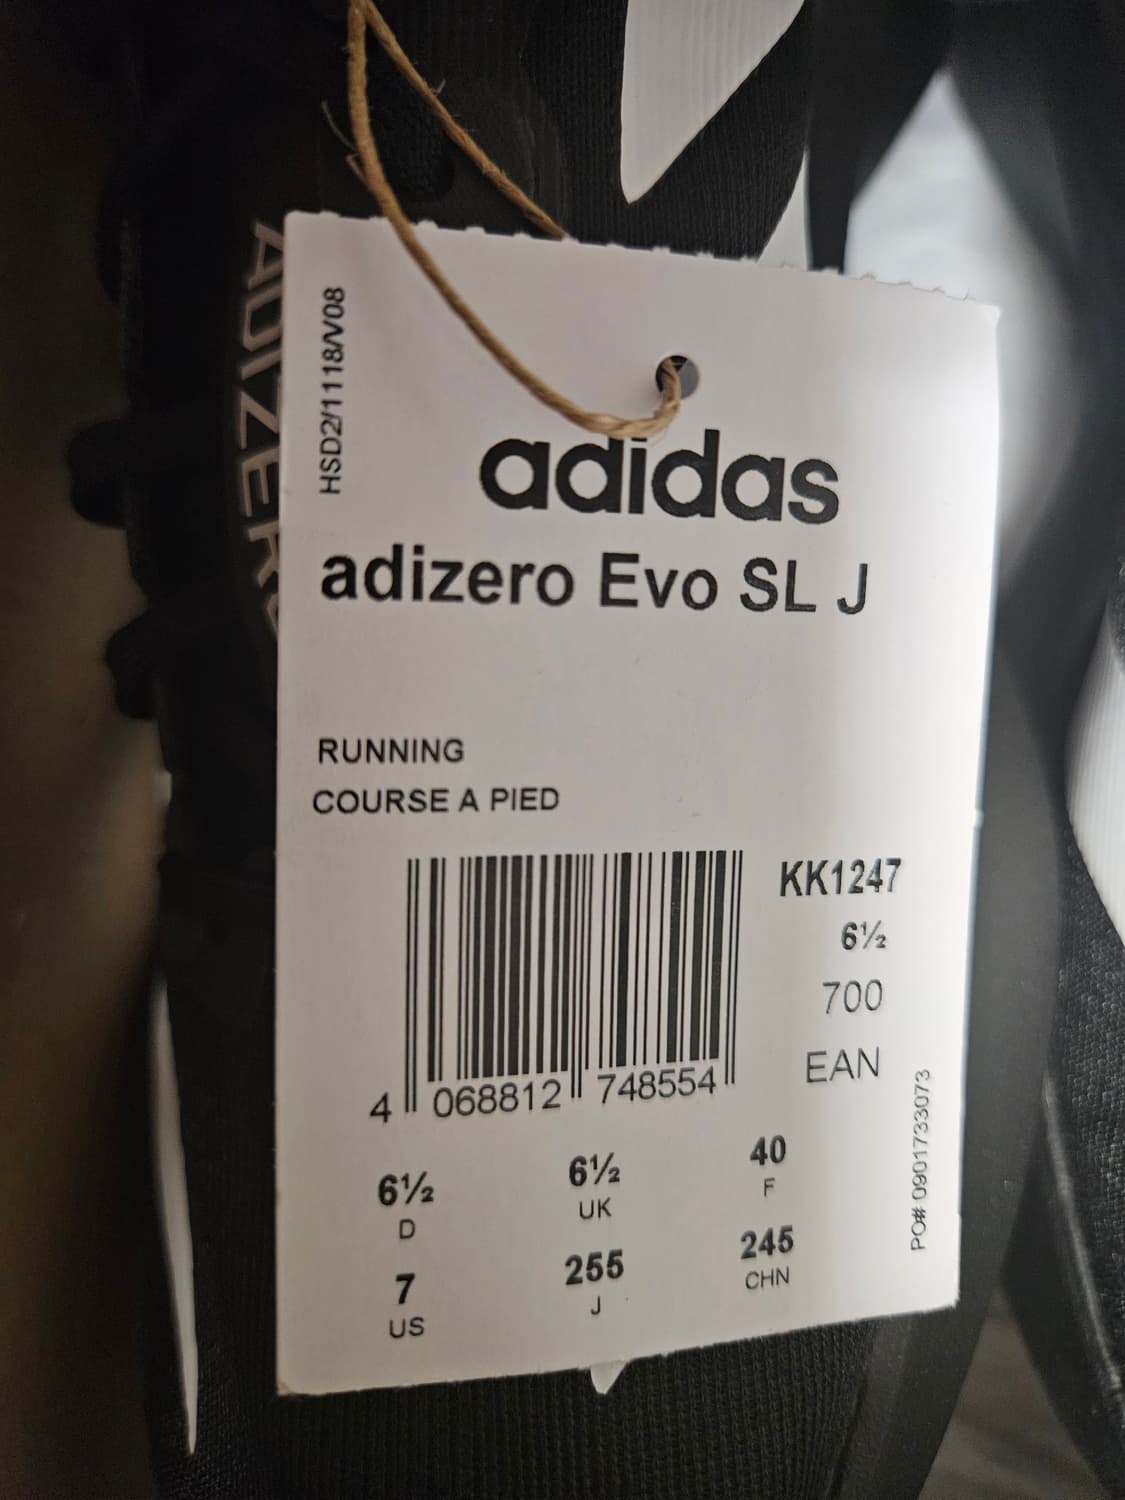 ADIZERO
HSD2/1118/V08
adidas
adizero Evo SL J
RUNNING
COURSE A PIED
KK1247
6½
700
EAN
4 068812 748554
PO# 0901733073
6½ 6½ 40
D UK F
7 255 245
US J CHN